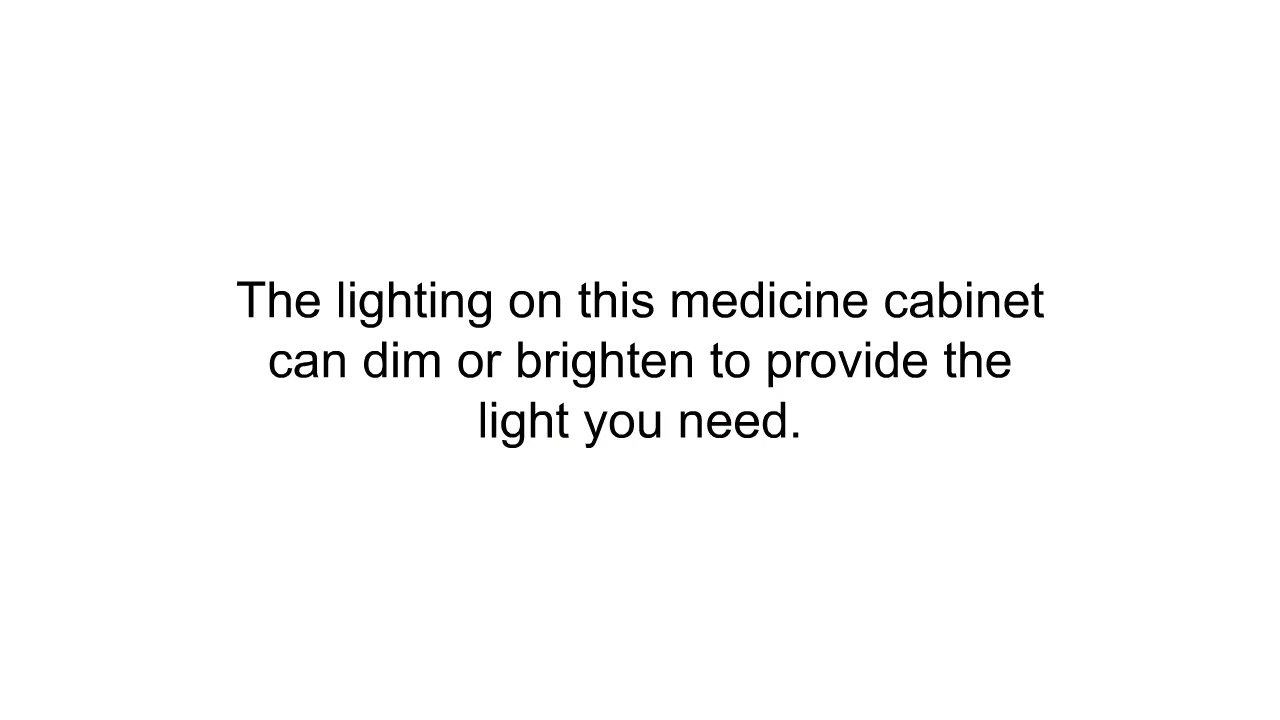 The lighting on this medicine cabinet
can dim or brighten to provide the
light you need.